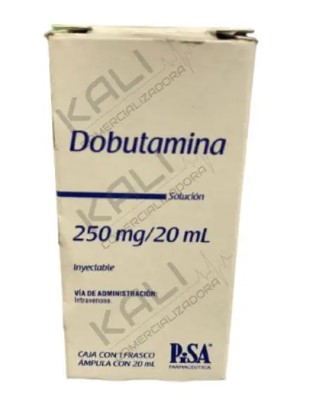 Dobutamina
Solución
250 mg/20 mL
Inyectable
VÍA DE ADMINISTRACIÓN:
Intravenosa.
CAJA CON 1 FRASCO
ÁMPULA CON 20 mL
PiSA
FARMACÉUTICA
KALI
COMERCIALIZADORA
KALI
COMERCIALIZADORA
KALI
COMERCIALIZADORA